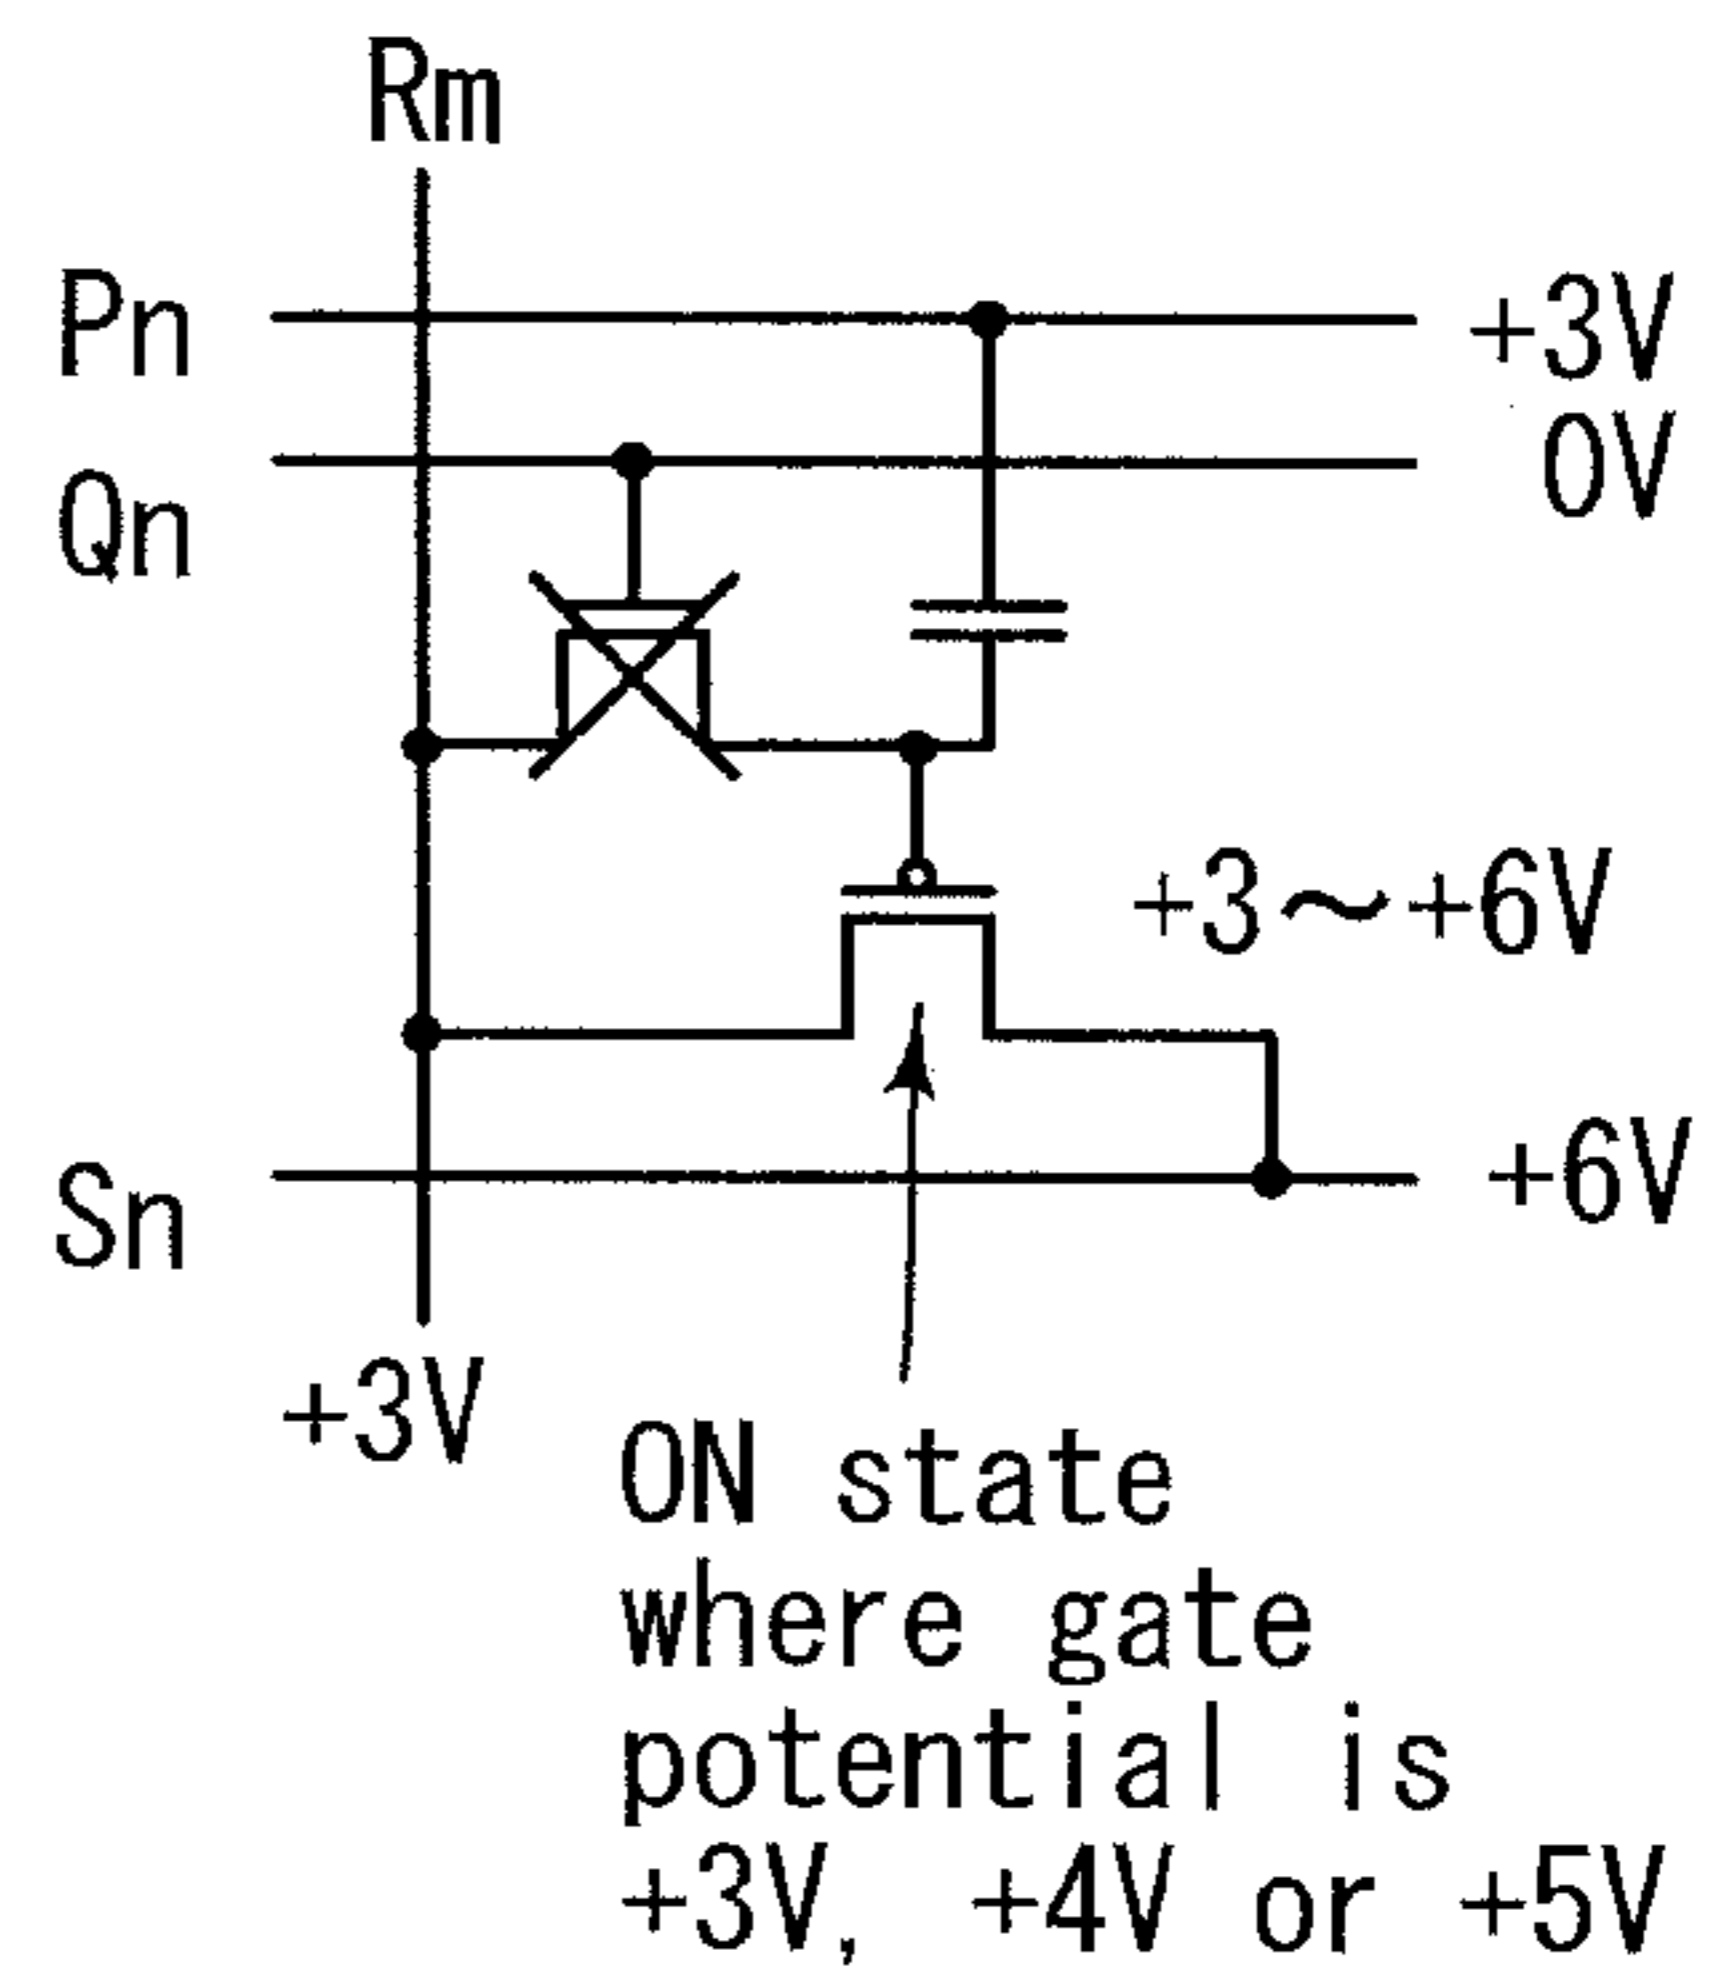 Rm
Pn
+3V
Qn
0V
+3～+6V
Sn
+6V
+3V
ON state
where gate
potential is
+3V, +4V or +5V